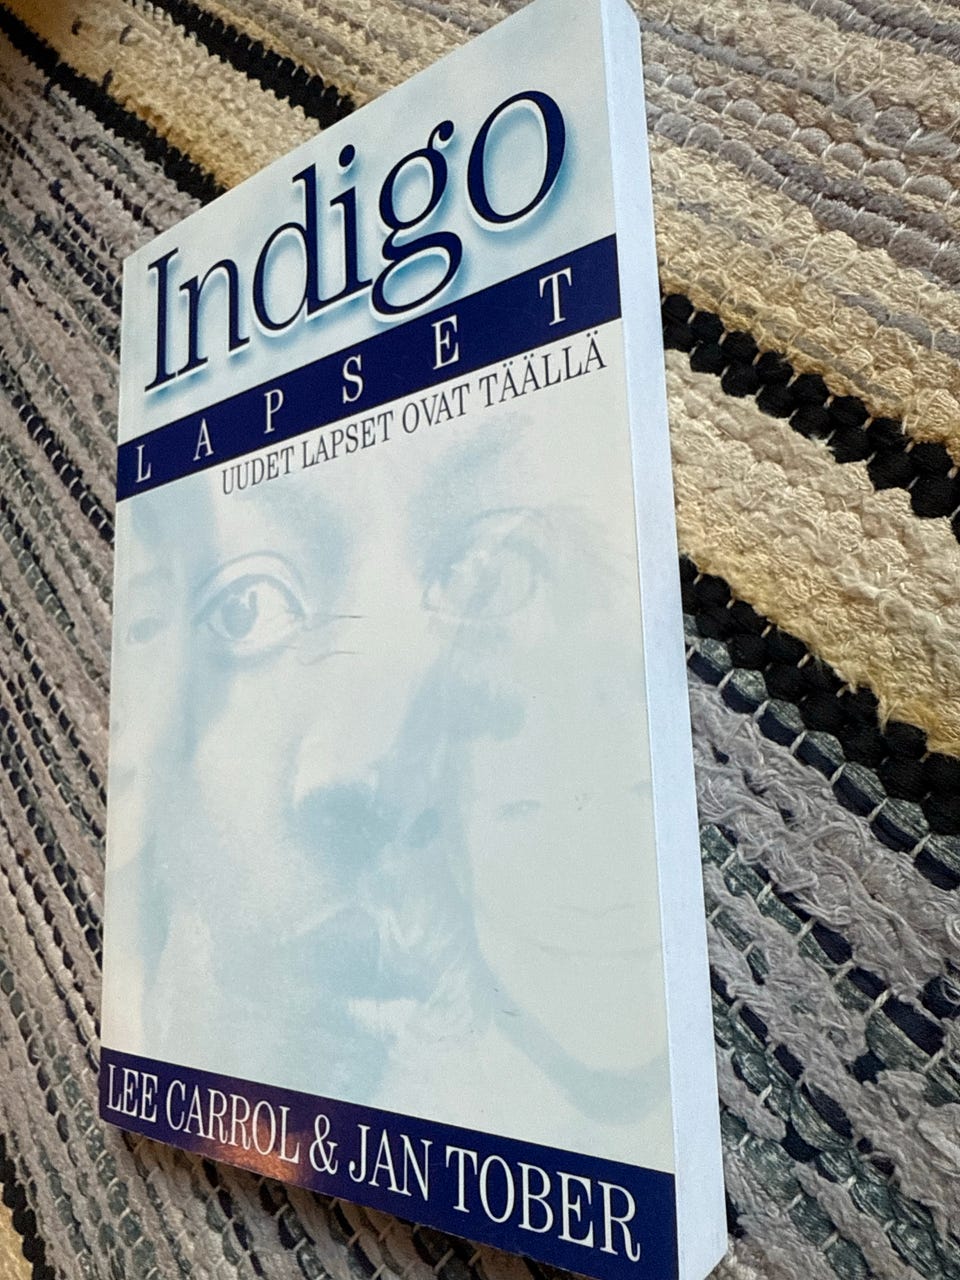 Indigo
LAPSET
UUDET LAPSET OVAT TÄÄLLÄ
LEE CARROL & JAN TOBER